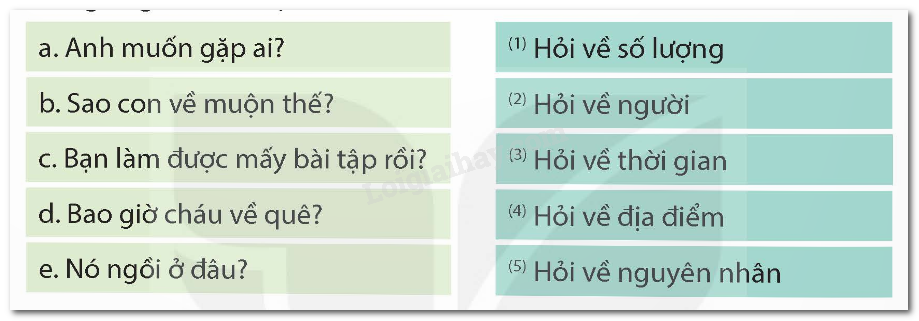 a. Anh muốn gặp ai?
(1) Hỏi về số lượng
b. Sao con về muộn thế?
(2) Hỏi về người
c. Bạn làm được mấy bài tập rồi?
(3) Hỏi về thời gian
d. Bao giờ cháu về quê?
(4) Hỏi về địa điểm
e. Nó ngồi ở đâu?
(5) Hỏi về nguyên nhân